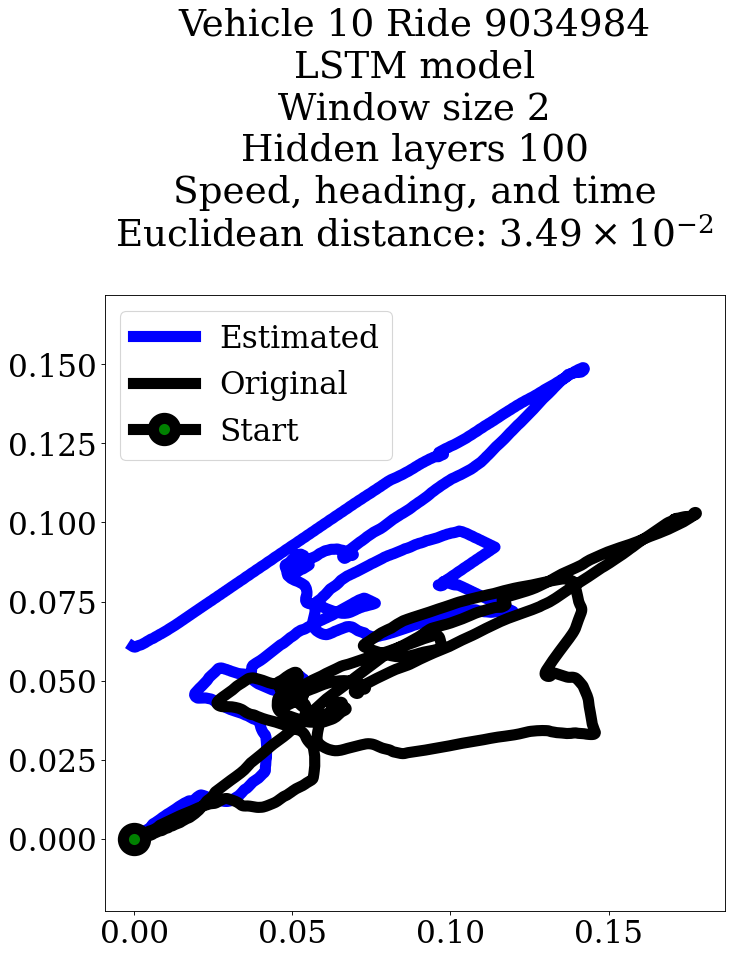 Vehicle 10 Ride 9034984
LSTM model
Window size 2
Hidden layers 100
Speed, heading, and time
Euclidean distance: 3.49 × 10⁻²
Estimated
Original
Start
0.150
0.125
0.100
0.075
0.050
0.025
0.000
0.00 0.05 0.10 0.15